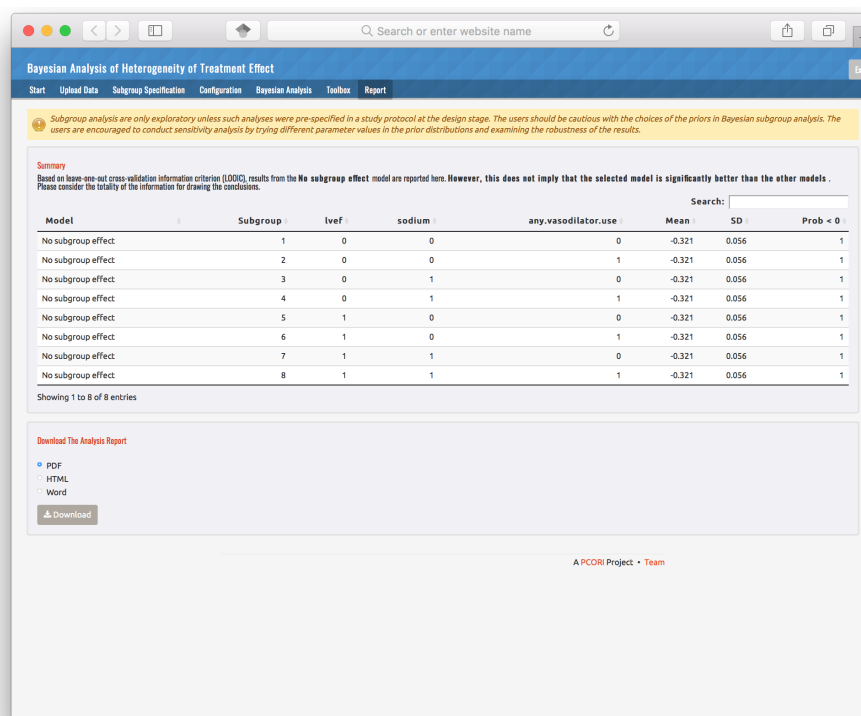 Search or enter website name
Bayesian Analysis of Heterogeneity of Treatment Effect
Start Upload Data Subgroup Specification Configuration Bayesian Analysis Toolbox Report
Subgroup analysis are only exploratory unless such analyses were pre-specified in a study protocol at the design stage. The users should be cautious with the choices of the priors in Bayesian subgroup analysis. The
users are encouraged to conduct sensitivity analysis by trying different parameter values in the prior distributions and examining the robustness of the results.
Summary
Based on leave-one-out cross-validation information criterion (LOOIC), results from the No subgroup effect model are reported here. However, this does not imply that the selected model is significantly better than the other models .
Please consider the totality of the information for drawing the conclusions.
Search:
Model Subgroup lvef sodium any.vasodilator.use Mean SD Prob < 0
No subgroup effect 1 0 0 0 -0.321 0.056 1
No subgroup effect 2 0 0 1 -0.321 0.056 1
No subgroup effect 3 0 1 0 -0.321 0.056 1
No subgroup effect 4 0 1 1 -0.321 0.056 1
No subgroup effect 5 1 0 0 -0.321 0.056 1
No subgroup effect 6 1 0 1 -0.321 0.056 1
No subgroup effect 7 1 1 0 -0.321 0.056 1
No subgroup effect 8 1 1 1 -0.321 0.056 1
Showing 1 to 8 of 8 entries
Download The Analysis Report
PDF
HTML
Word
Download
A PCORI Project • Team